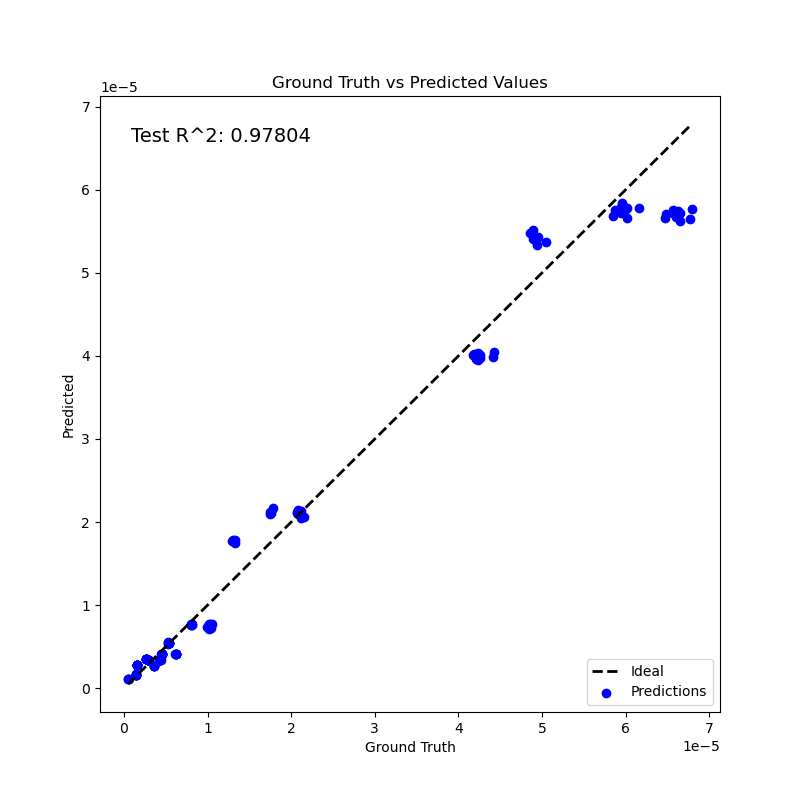 Ground Truth vs Predicted Values
1e−5
Test R^2: 0.97804
7
6
5
4
3
2
1
0
Predicted
Ideal
Predictions
0 1 2 3 4 5 6 7
1e−5
Ground Truth